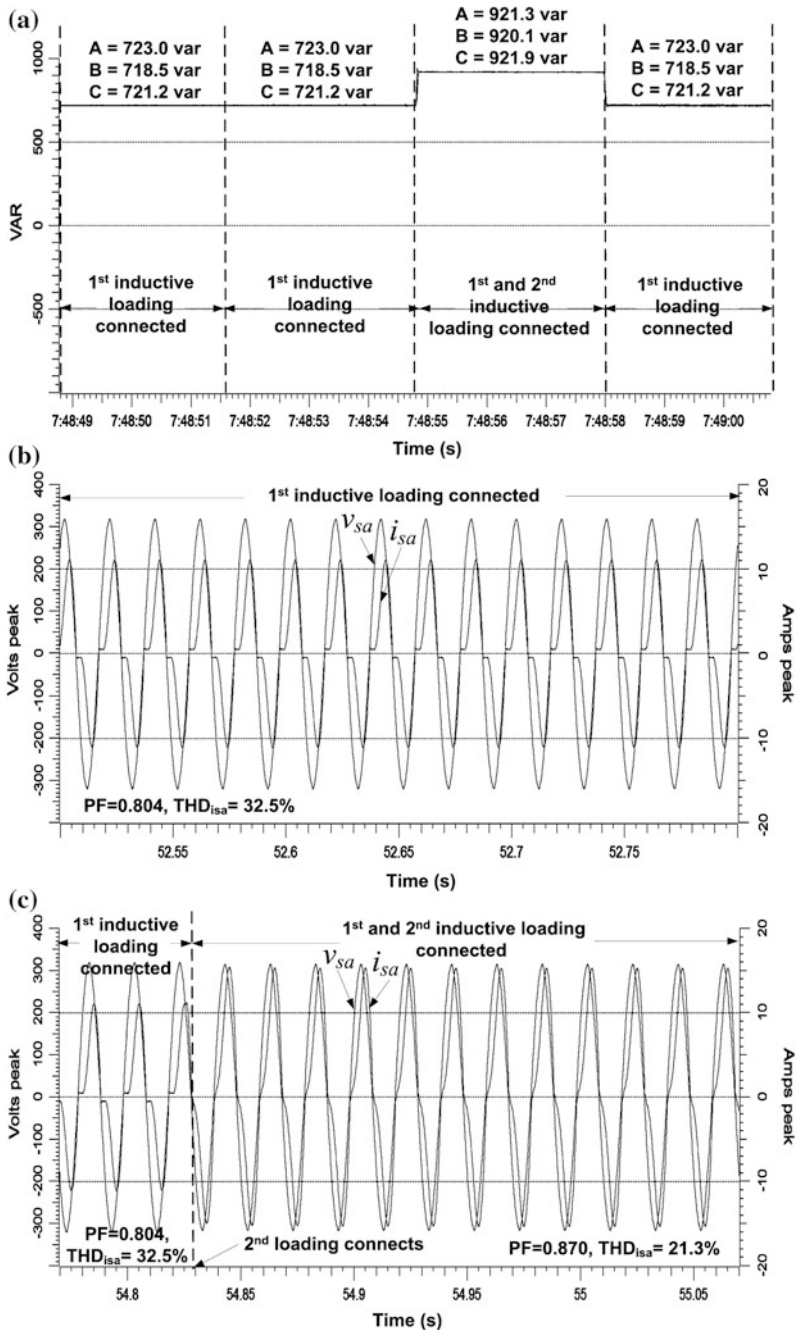 (a)
A = 723.0 var
B = 718.5 var
C = 721.2 var
A = 723.0 var
B = 718.5 var
C = 721.2 var
A = 921.3 var
B = 920.1 var
C = 921.9 var
A = 723.0 var
B = 718.5 var
C = 721.2 var
1000
500
0
-500
VAR
1st inductive
loading
connected
1st inductive
loading
connected
1st and 2nd
inductive
loading connected
1st inductive
loading
connected
7:48:49 7:48:50 7:48:51 7:48:52 7:48:53 7:48:54 7:48:55 7:48:56 7:48:57 7:48:58 7:48:59 7:49:00
Time (s)
(b)
400
300
200
100
0
-100
-200
-300
Volts peak
1st inductive loading connected
vsa
isa
20
10
0
-10
-20
Amps peak
PF=0.804, THDisa= 32.5%
52.55 52.6 52.65 52.7 52.75
Time (s)
(c)
400
300
200
100
0
-100
-200
-300
Volts peak
1st inductive
loading
connected
1st and 2nd inductive loading
connected
vsa
isa
20
10
0
-10
-20
Amps peak
PF=0.804,
THDisa= 32.5%
2nd loading connects
PF=0.870, THDisa= 21.3%
54.8 54.85 54.9 54.95 55 55.05
Time (s)